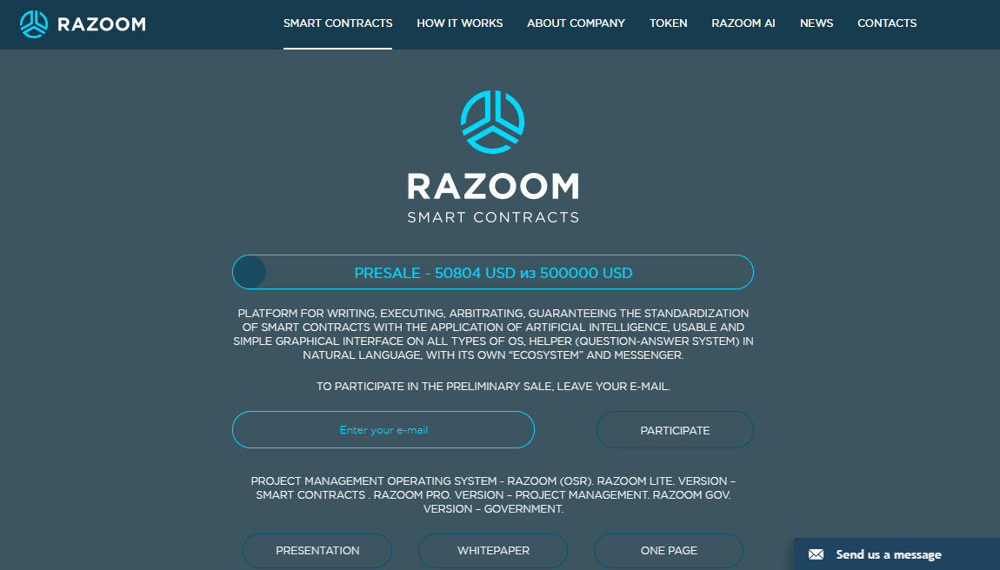 RAZOOM
SMART CONTRACTS
HOW IT WORKS
ABOUT COMPANY
TOKEN
RAZOOM AI
NEWS
CONTACTS
RAZOOM
SMART CONTRACTS
PRESALE - 50804 USD из 500000 USD
PLATFORM FOR WRITING, EXECUTING, ARBITRATING, GUARANTEEING THE STANDARDIZATION
OF SMART CONTRACTS WITH THE APPLICATION OF ARTIFICIAL INTELLIGENCE, USABLE AND
SIMPLE GRAPHICAL INTERFACE ON ALL TYPES OF OS, HELPER (QUESTION-ANSWER SYSTEM) IN
NATURAL LANGUAGE, WITH ITS OWN “ECOSYSTEM” AND MESSENGER.
TO PARTICIPATE IN THE PRELIMINARY SALE, LEAVE YOUR E-MAIL.
Enter your e-mail
PARTICIPATE
PROJECT MANAGEMENT OPERATING SYSTEM - RAZOOM (OSR). RAZOOM LITE. VERSION –
SMART CONTRACTS . RAZOOM PRO. VERSION – PROJECT MANAGEMENT. RAZOOM GOV.
VERSION – GOVERNMENT.
PRESENTATION
WHITEPAPER
ONE PAGE
Send us a message